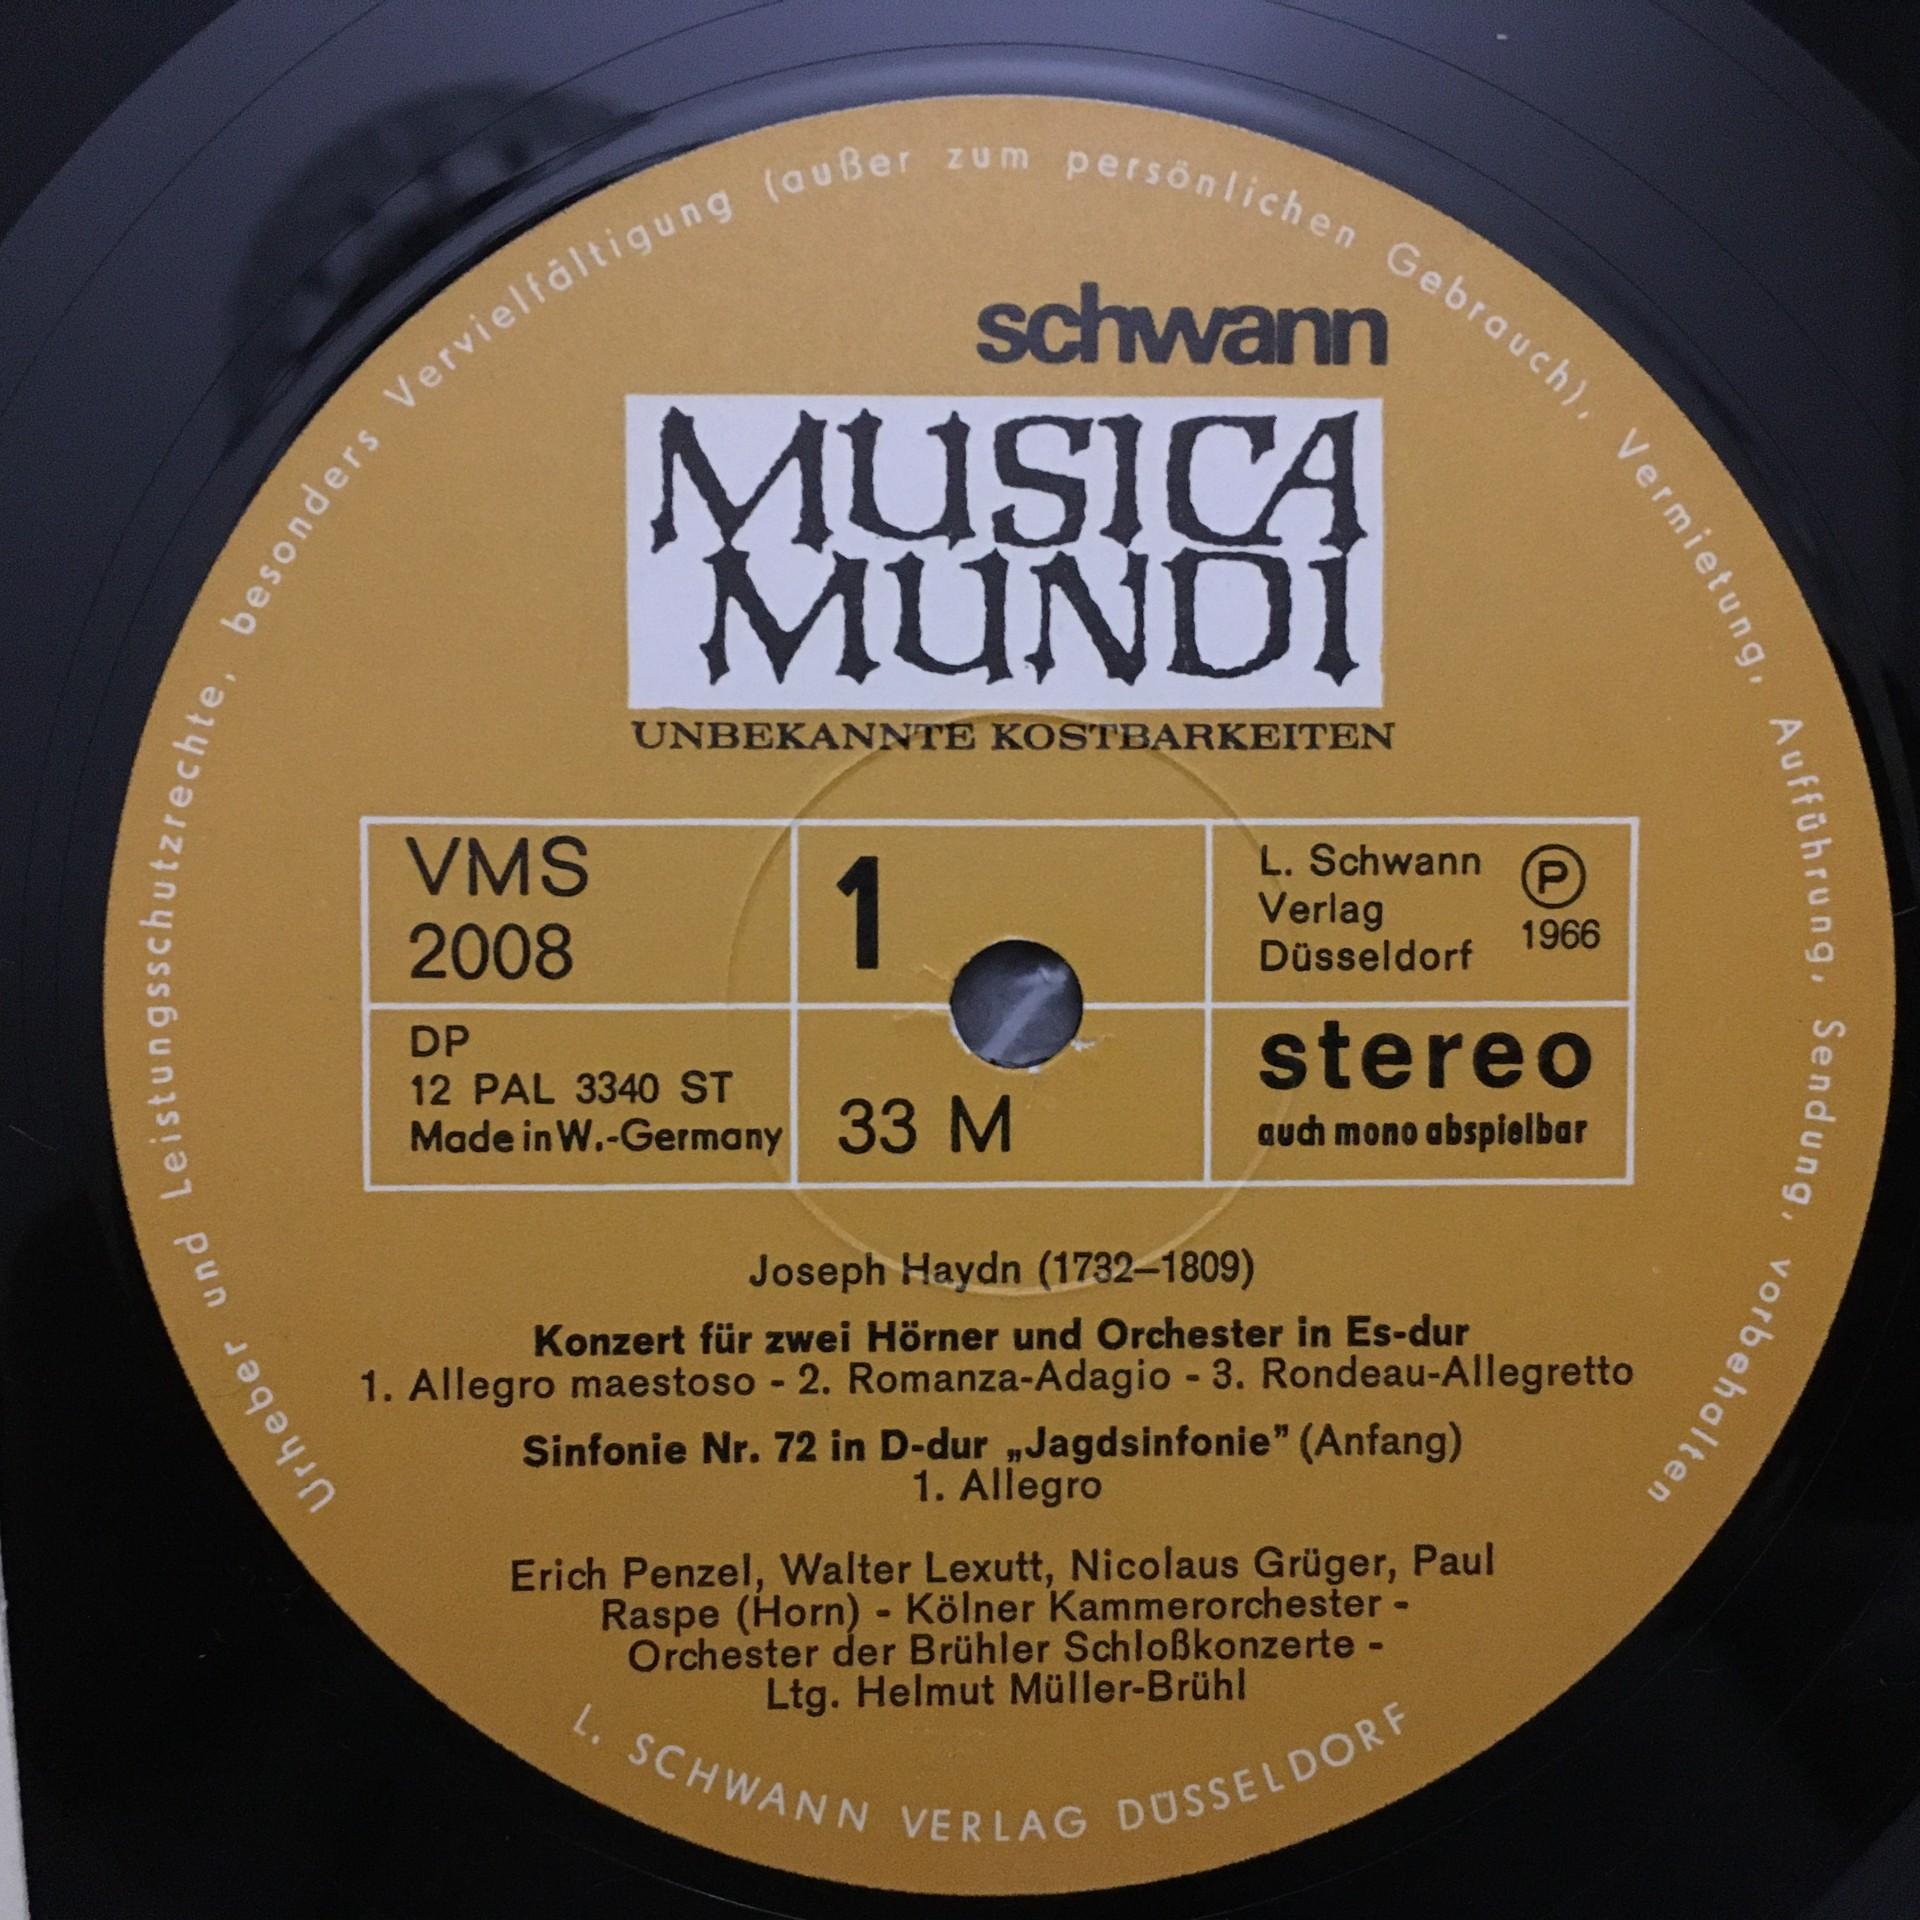 Urheber und Leistungsschutzrechte, besonders Vervielfältigung (außer zum persönlichen Gebrauch), Vermietung, Aufführung, Sendung, vorbehalten
schwann
MUSICA
MUNDI
UNBEKANNTE KOSTBARKEITEN
VMS
2008
1
L. Schwann
Verlag
Düsseldorf
Ⓟ
1966
DP
12 PAL 3340 ST
Made in W.-Germany
33 M
stereo
auch mono abspielbar
Joseph Haydn (1732–1809)
Konzert für zwei Hörner und Orchester in Es-dur
1. Allegro maestoso - 2. Romanza-Adagio - 3. Rondeau-Allegretto
Sinfonie Nr. 72 in D-dur „Jagdsinfonie” (Anfang)
1. Allegro
Erich Penzel, Walter Lexutt, Nicolaus Grüger, Paul
Raspe (Horn) - Kölner Kammerorchester -
Orchester der Brühler Schloßkonzerte -
Ltg. Helmut Müller-Brühl
L. SCHWANN VERLAG DÜSSELDORF